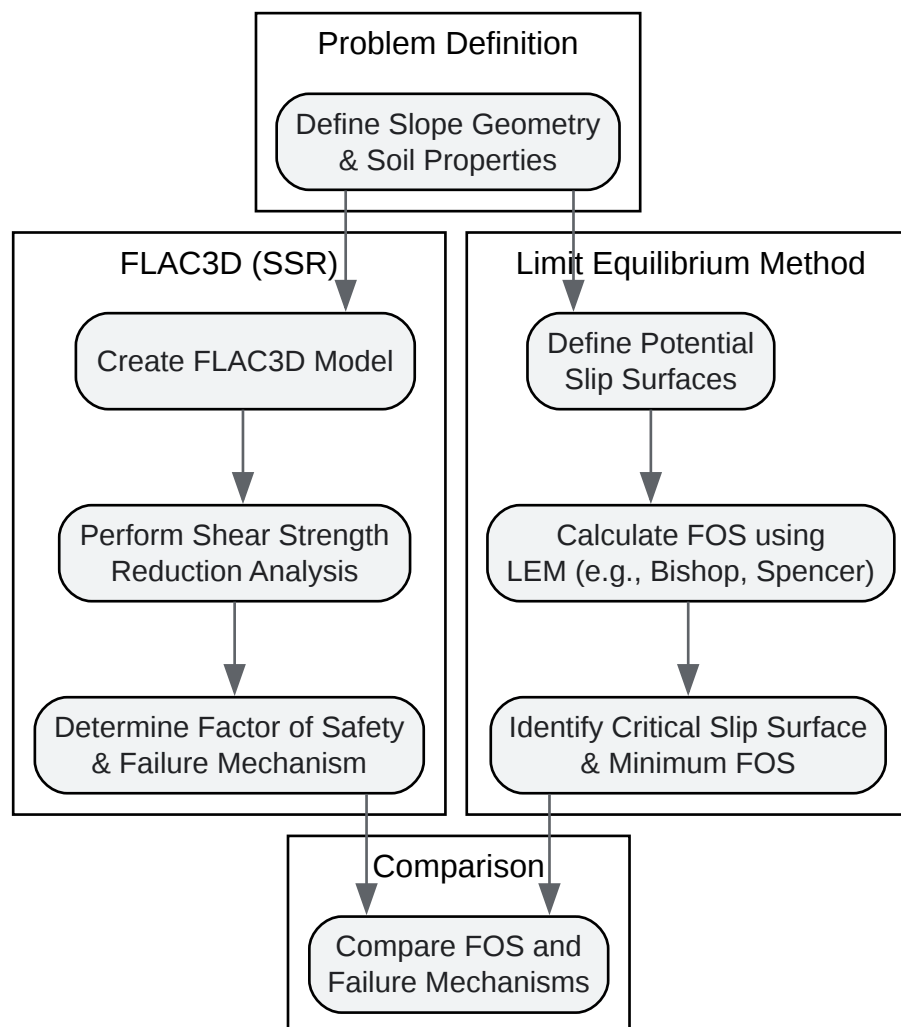 Problem Definition
Define Slope Geometry
& Soil Properties
FLAC3D (SSR)
Create FLAC3D Model
Perform Shear Strength
Reduction Analysis
Determine Factor of Safety
& Failure Mechanism
Limit Equilibrium Method
Define Potential
Slip Surfaces
Calculate FOS using
LEM (e.g., Bishop, Spencer)
Identify Critical Slip Surface
& Minimum FOS
Comparison
Compare FOS and
Failure Mechanisms